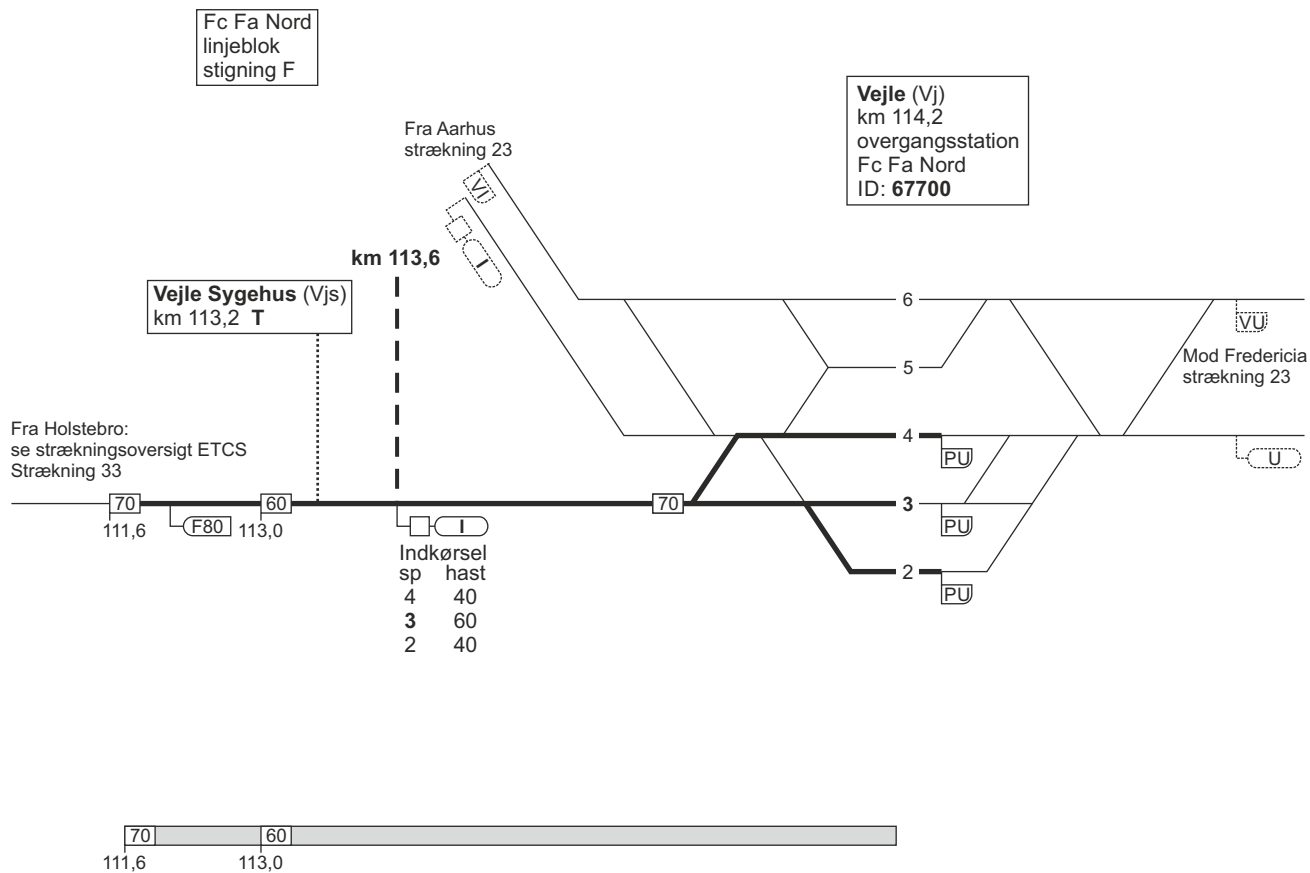 Fc Fa Nord
linjeblok
stigning F
Vejle (Vj)
km 114,2
overgangsstation
Fc Fa Nord
ID: 67700
Fra Aarhus
strækning 23
VI
I
km 113,6
Vejle Sygehus (Vjs)
km 113,2 T
6
VU
Mod Fredericia
strækning 23
5
Fra Holstebro:
se strækningsoversigt ETCS
Strækning 33
4
PU
U
70
60
70
3
111,6
F80
113,0
I
PU
Indkørsel
sp hast
4 40
3 60
2 40
2
PU
70
60
111,6
113,0